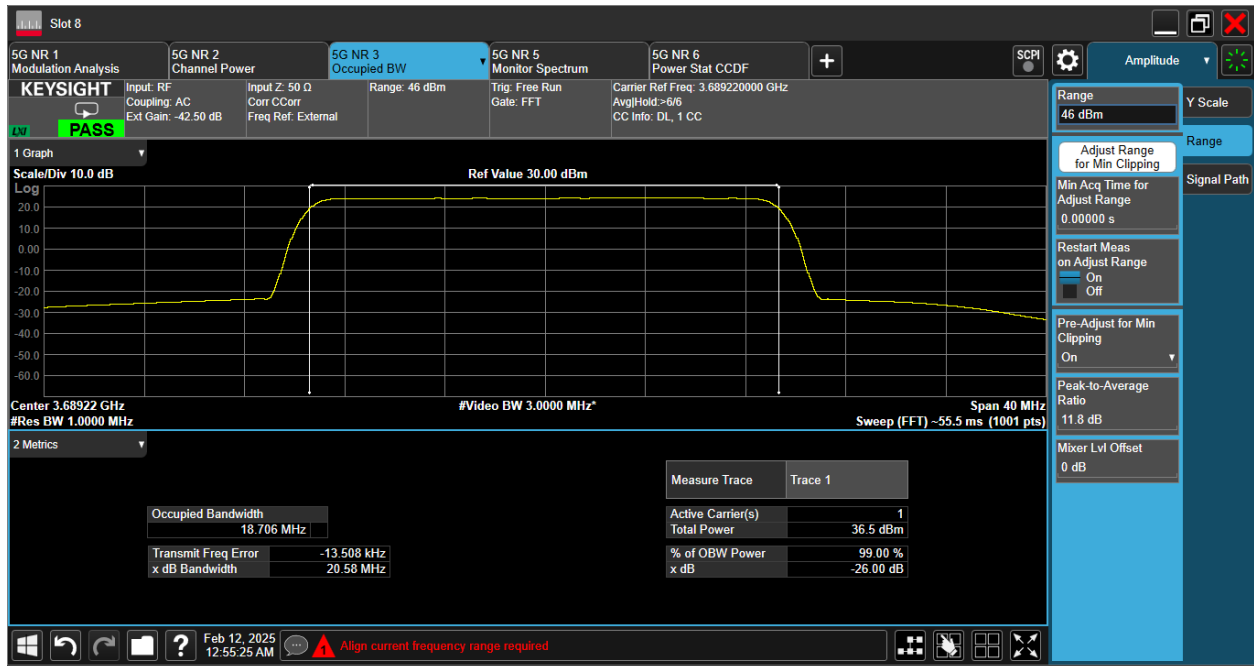 Slot 8
5G NR 1
Modulation Analysis
5G NR 2
Channel Power
5G NR 3
Occupied BW
5G NR 5
Monitor Spectrum
5G NR 6
Power Stat CCDF
SCPI
Amplitude
KEYSIGHT
LXI
PASS
Input: RF
Coupling: AC
Ext Gain: -42.50 dB
Input Z: 50 Ω
Corr CCorr
Freq Ref: External
Range: 46 dBm
Trig: Free Run
Gate: FFT
Carrier Ref Freq: 3.689220000 GHz
Avg|Hold:>6/6
CC Info: DL, 1 CC
1 Graph
Scale/Div 10.0 dB
Ref Value 30.00 dBm
Log
20.0
10.0
0.00
-10.0
-20.0
-30.0
-40.0
-50.0
-60.0
Center 3.68922 GHz
#Video BW 3.0000 MHz*
Span 40 MHz
#Res BW 1.0000 MHz
Sweep (FFT) ~55.5 ms (1001 pts)
2 Metrics
Measure Trace Trace 1
Occupied Bandwidth
18.706 MHz
Transmit Freq Error -13.508 kHz
x dB Bandwidth 20.58 MHz
Active Carrier(s) 1
Total Power 36.5 dBm
% of OBW Power 99.00 %
x dB -26.00 dB
Range
46 dBm
Adjust Range
for Min Clipping
Min Acq Time for
Adjust Range
0.00000 s
Restart Meas
on Adjust Range
On
Off
Pre-Adjust for Min
Clipping
On
Peak-to-Average
Ratio
11.8 dB
Mixer Lvl Offset
0 dB
Y Scale
Range
Signal Path
?
Feb 12, 2025
12:55:25 AM
1
Align current frequency range required